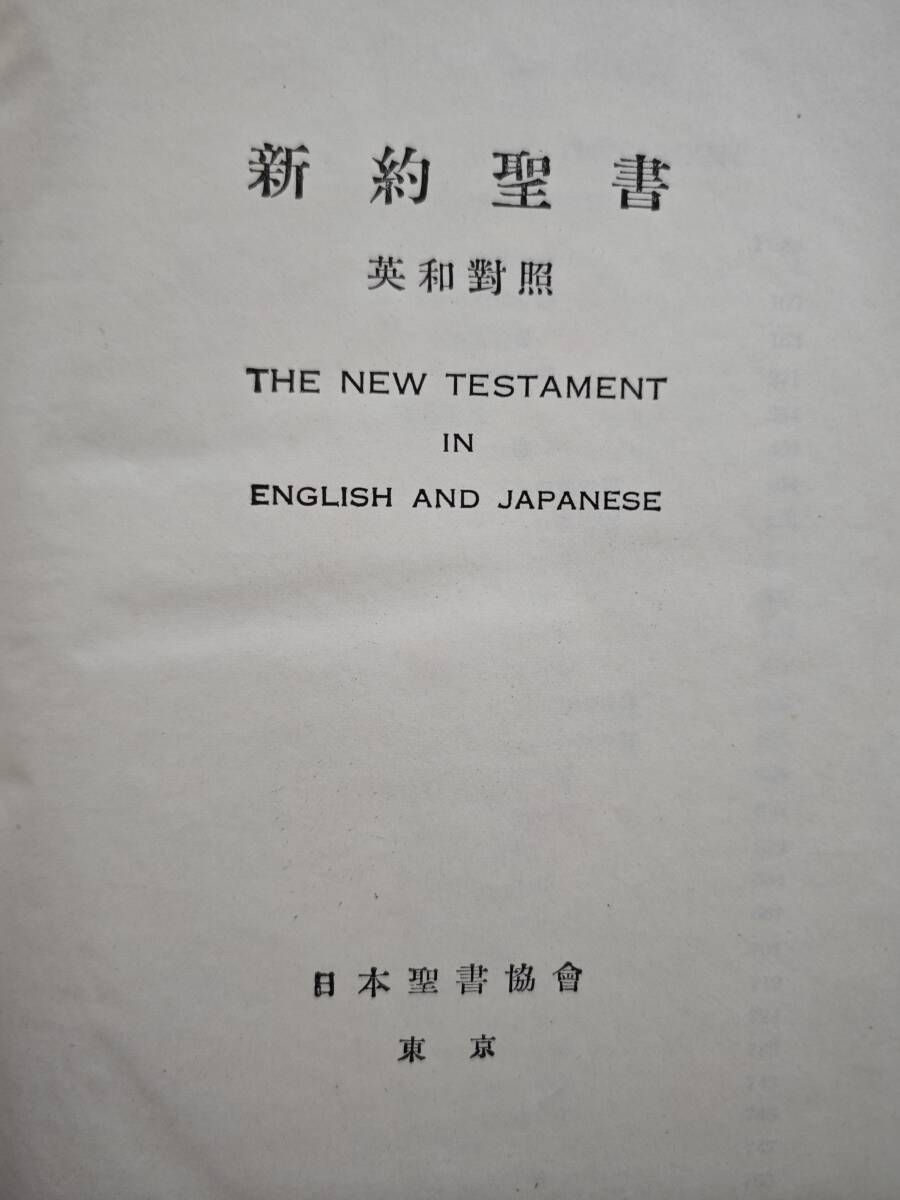 新約聖書
英和對照
THE NEW TESTAMENT
IN
ENGLISH AND JAPANESE
日本聖書協會
東京